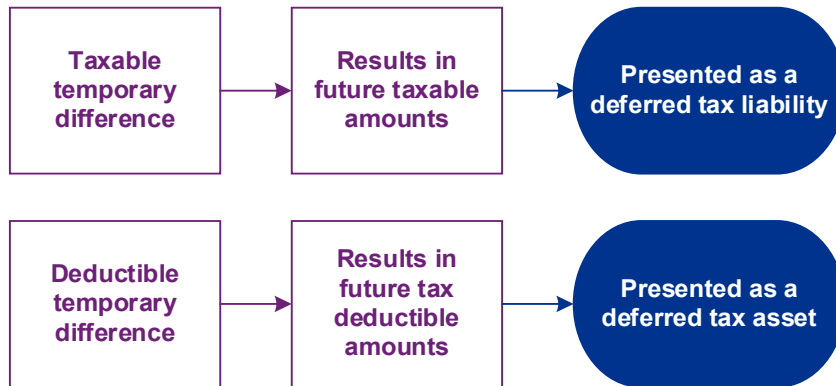 Taxable
temporary
difference
Results in
future taxable
amounts
Presented as a
deferred tax liability
Deductible
temporary
difference
Results in
future tax
deductible
amounts
Presented as a
deferred tax asset